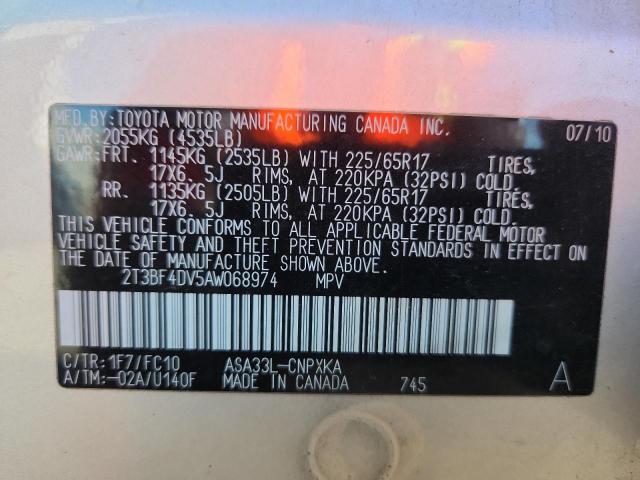 MFD.BY:TOYOTA MOTOR MANUFACTURING CANADA INC.
GVWR:2055KG (4535LB) 07/10
GAWR:FRT. 1145KG (2535LB) WITH 225/65R17 TIRES,
17X6. 5J RIMS, AT 220KPA (32PSI) COLD.
RR. 1135KG (2505LB) WITH 225/65R17 TIRES,
17X6. 5J RIMS, AT 220KPA (32PSI) COLD.
THIS VEHICLE CONFORMS TO ALL APPLICABLE FEDERAL MOTOR
VEHICLE SAFETY AND THEFT PREVENTION STANDARDS IN EFFECT ON
THE DATE OF MANUFACTURE SHOWN ABOVE.
2T3BF4DV5AW068974 MPV
C/TR:1F7/FC10 ASA33L-CNPXKA
A/TM:-02A/U140F MADE IN CANADA 745 A